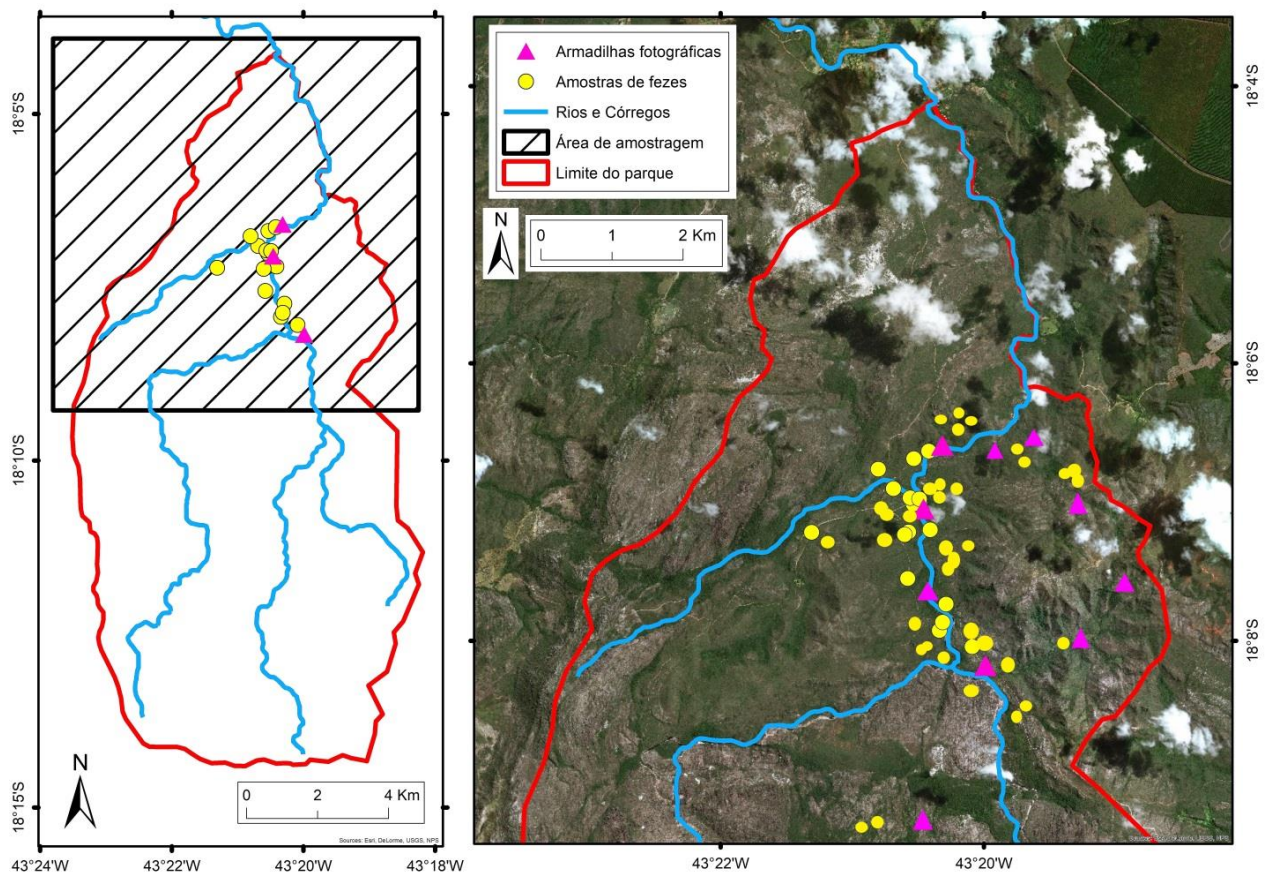 18°5'S
18°10'S
18°15'S
N
0 2 4 Km
Sources: Esri, DeLorme, USGS, NPS
43°24'W 43°22'W 43°20'W 43°18'W
Armadilhas fotográficas
Amostras de fezes
Rios e Córregos
Área de amostragem
Limite do parque
N
0 1 2 Km
18°4'S
18°6'S
18°8'S
43°22'W 43°20'W